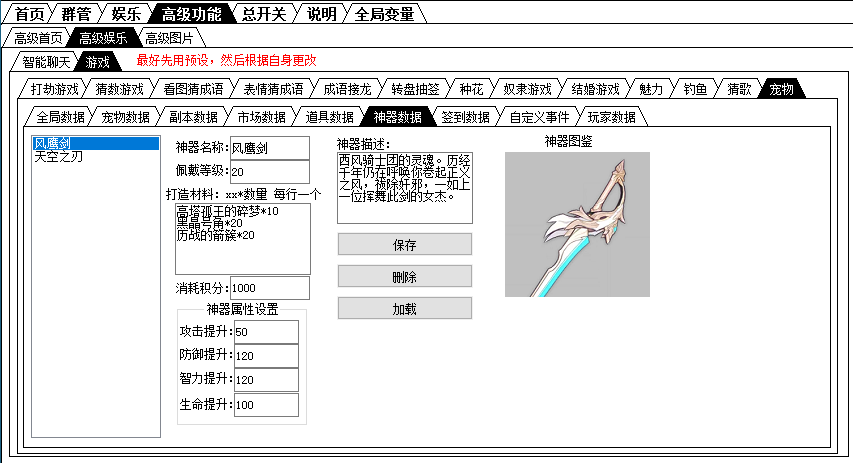 首页 群管 娱乐 高级功能 总开关 说明 全局变量
高级首页 高级娱乐 高级图片
智能聊天 游戏 最好先用预设，然后根据自身更改
打劫游戏 猜数游戏 看图猜成语 表情猜成语 成语接龙 转盘抽签 种花 奴隶游戏 结婚游戏 魅力 钓鱼 猜歌 宠物
全局数据 宠物数据 副本数据 市场数据 道具数据 神器数据 签到数据 自定义事件 玩家数据
风鹰剑
天空之刃
神器名称:风鹰剑
佩戴等级:20
打造材料: xx*数量 每行一个
高塔孤王的碎梦*10
黑晶号角*20
历战的箭簇*20
消耗积分:1000
神器属性设置
攻击提升:50
防御提升:120
智力提升:120
生命提升:100
神器描述:
西风骑士团的灵魂。历经
千年仍在呼唤你卷起正义
之风，祓除奸邪，一如上
一位挥舞此剑的女杰。
保存
删除
加载
神器图鉴